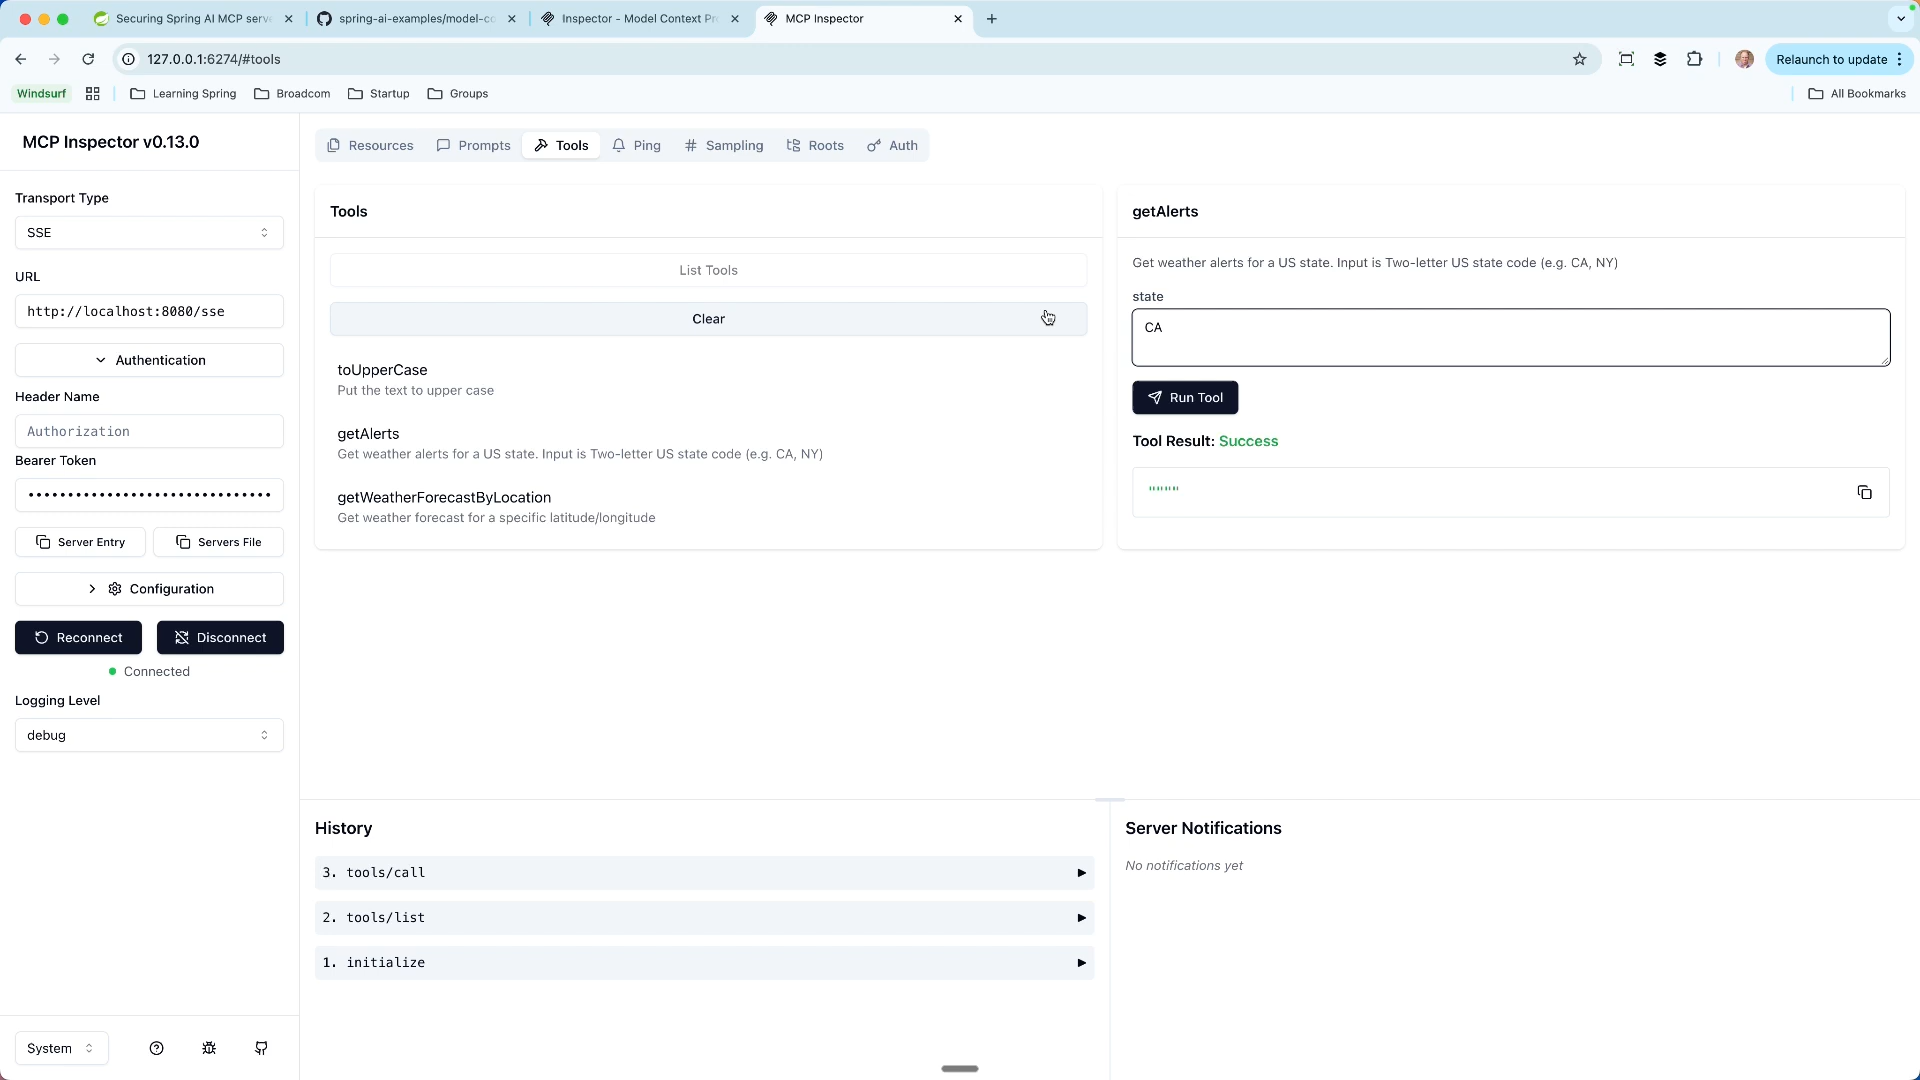 Securing Spring AI MCP serve
spring-ai-examples/model-co
Inspector - Model Context Pr
MCP Inspector
127.0.0.1:6274/#tools
Relaunch to update
Windsurf
Learning Spring
Broadcom
Startup
Groups
All Bookmarks
MCP Inspector v0.13.0
Transport Type
SSE
URL
http://localhost:8080/sse
Authentication
Header Name
Authorization
Bearer Token
•••••••••••••••••••••••••••••••
Server Entry
Servers File
Configuration
Reconnect
Disconnect
Connected
Logging Level
debug
System
Resources
Prompts
Tools
Ping
Sampling
Roots
Auth
Tools
List Tools
Clear
toUpperCase
Put the text to upper case
getAlerts
Get weather alerts for a US state. Input is Two-letter US state code (e.g. CA, NY)
getWeatherForecastByLocation
Get weather forecast for a specific latitude/longitude
getAlerts
Get weather alerts for a US state. Input is Two-letter US state code (e.g. CA, NY)
state
CA
Run Tool
Tool Result: Success
""""
History
3. tools/call
2. tools/list
1. initialize
Server Notifications
No notifications yet